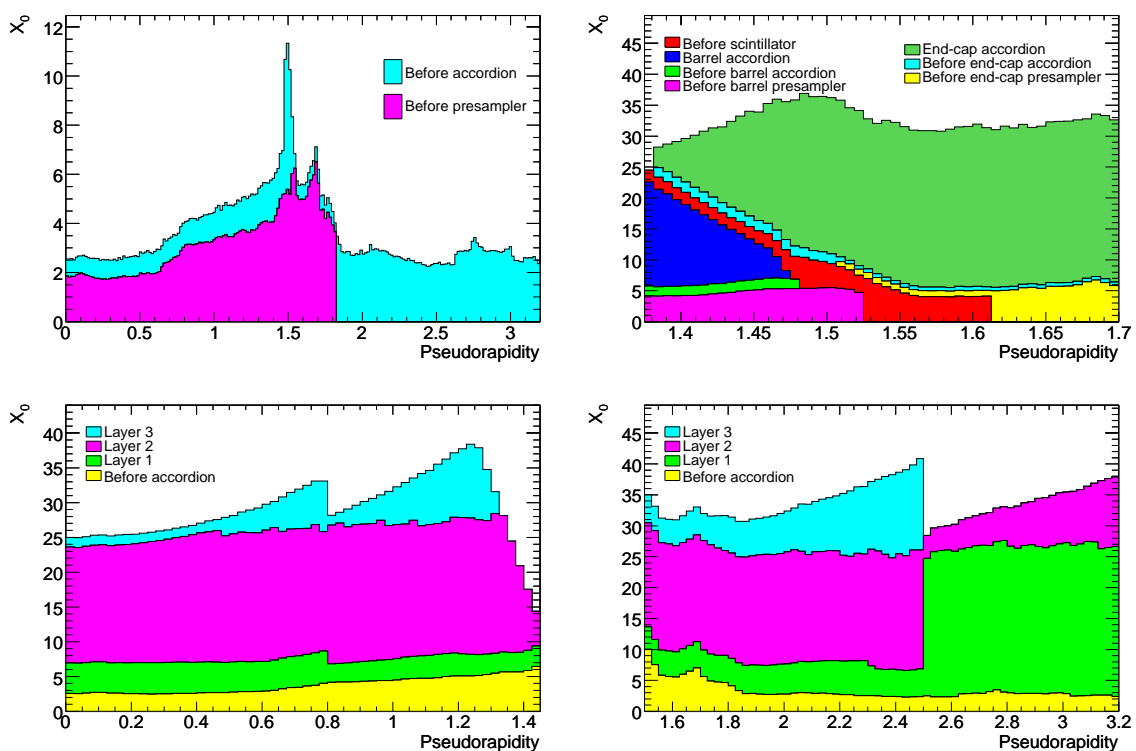 X0
12
10
8
6
4
2
0
Before accordion
Before presampler
0 0.5 1 1.5 2 2.5 3
Pseudorapidity
X0
45
40
35
30
25
20
15
10
5
0
Before scintillator
Barrel accordion
Before barrel accordion
Before barrel presampler
End-cap accordion
Before end-cap accordion
Before end-cap presampler
1.4 1.45 1.5 1.55 1.6 1.65 1.7
Pseudorapidity
X0
40
35
30
25
20
15
10
5
0
Layer 3
Layer 2
Layer 1
Before accordion
0 0.2 0.4 0.6 0.8 1 1.2 1.4
Pseudorapidity
X0
45
40
35
30
25
20
15
10
5
0
Layer 3
Layer 2
Layer 1
Before accordion
1.6 1.8 2 2.2 2.4 2.6 2.8 3 3.2
Pseudorapidity